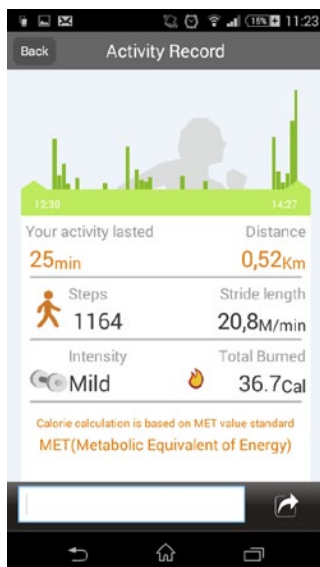 15% 11:23
Back Activity Record
12:30 14:27
Your activity lasted Distance
25min 0,52Km
Steps Stride length
1164 20,8M/min
Intensity Total Burned
Mild 36.7Cal
Calorie calculation is based on MET value standard
MET(Metabolic Equivalent of Energy)